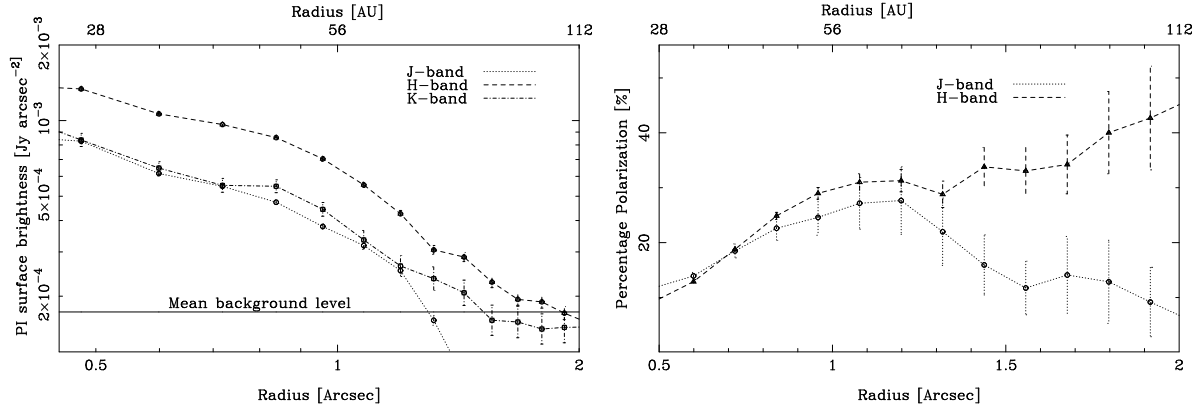 Radius [AU]
28 56 112
PI surface brightness [Jy arcsec−2]
2×10−3
10−3
5×10−4
2×10−4
J−band
H−band
K−band
Mean background level
0.5 1 2
Radius [Arcsec]
Radius [AU]
28 56 84 112
Percentage Polarization [%]
40
20
J−band
H−band
0.5 1 1.5 2
Radius [Arcsec]